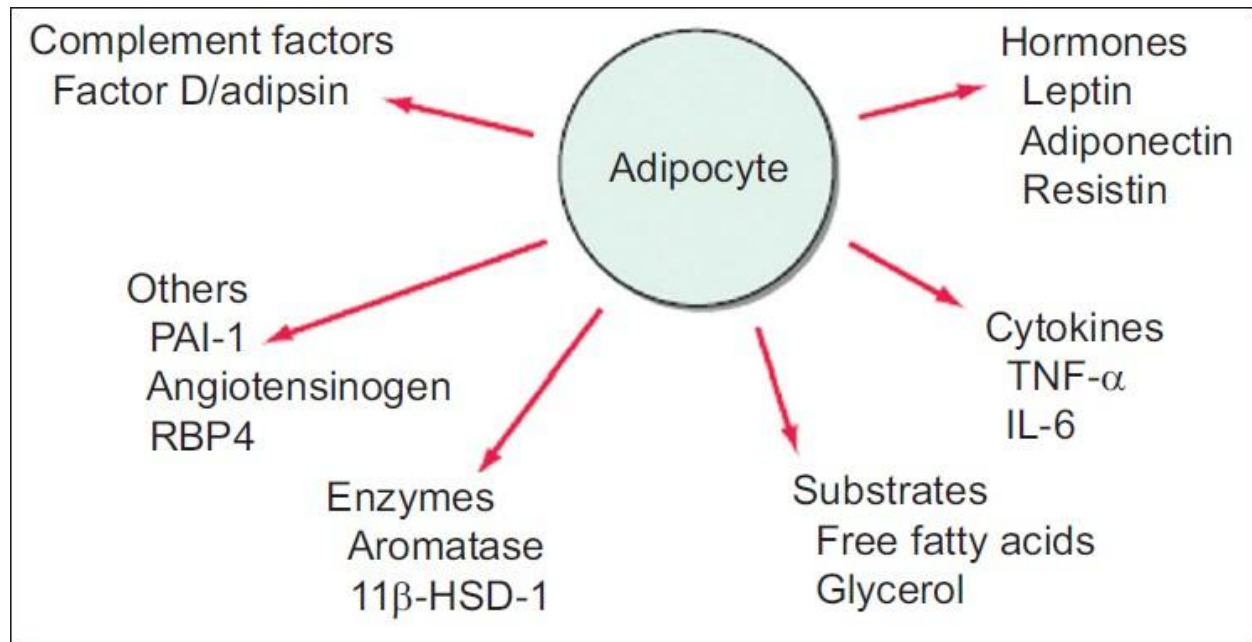 Complement factors
Factor D/adipsin
Adipocyte
Hormones
Leptin
Adiponectin
Resistin
Others
PAI-1
Angiotensinogen
RBP4
Cytokines
TNF-α
IL-6
Enzymes
Aromatase
11β-HSD-1
Substrates
Free fatty acids
Glycerol